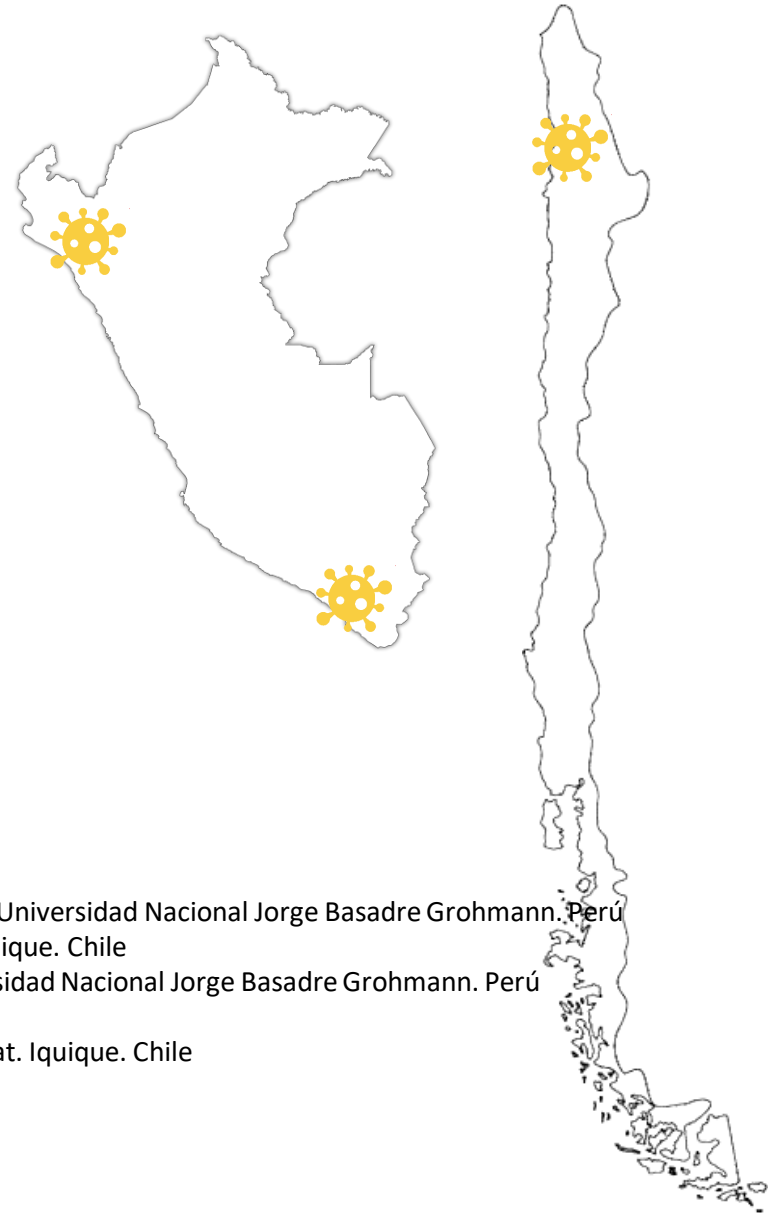 Universidad Nacional Jorge Basadre Grohmann. Perú
ique. Chile
sidad Nacional Jorge Basadre Grohmann. Perú
at. Iquique. Chile